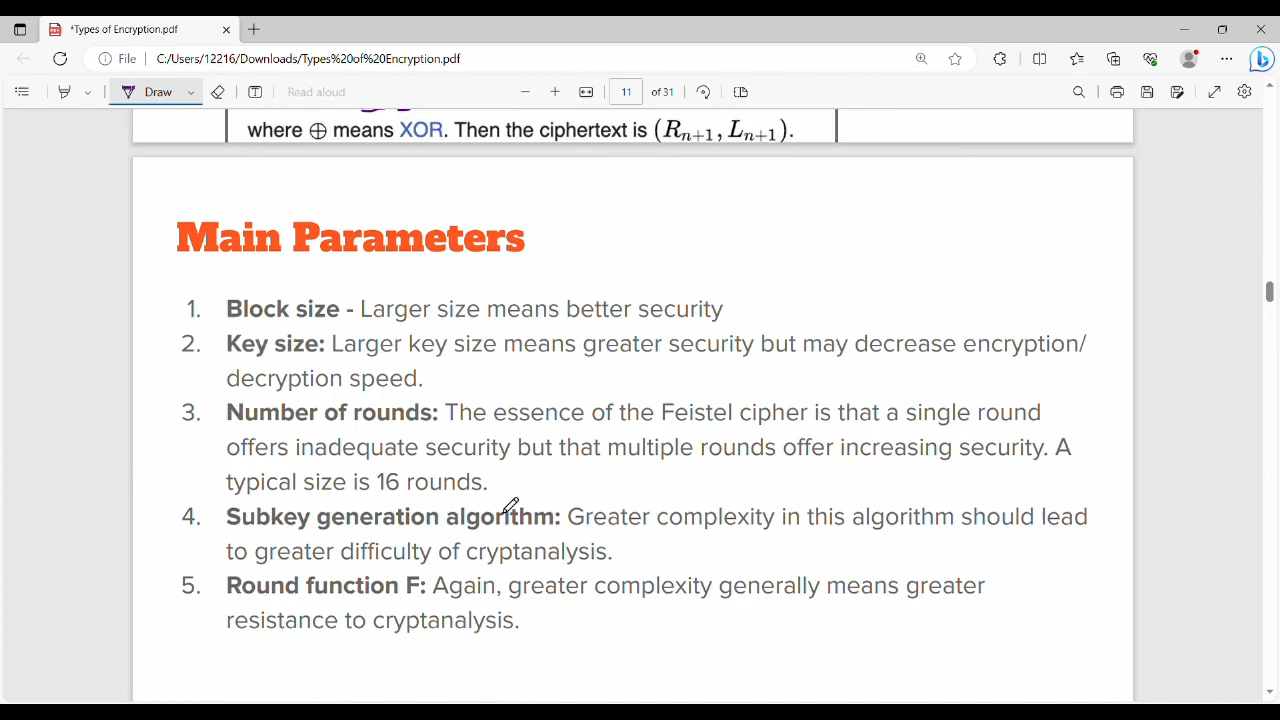 *Types of Encryption.pdf
File C:/Users/12216/Downloads/Types%20of%20Encryption.pdf
Draw Read aloud 11 of 31
where ⊕ means XOR. Then the ciphertext is (Rₙ₊₁, Lₙ₊₁).
Main Parameters
1. Block size - Larger size means better security
2. Key size: Larger key size means greater security but may decrease encryption/
decryption speed.
3. Number of rounds: The essence of the Feistel cipher is that a single round
offers inadequate security but that multiple rounds offer increasing security. A
typical size is 16 rounds.
4. Subkey generation algorithm: Greater complexity in this algorithm should lead
to greater difficulty of cryptanalysis.
5. Round function F: Again, greater complexity generally means greater
resistance to cryptanalysis.